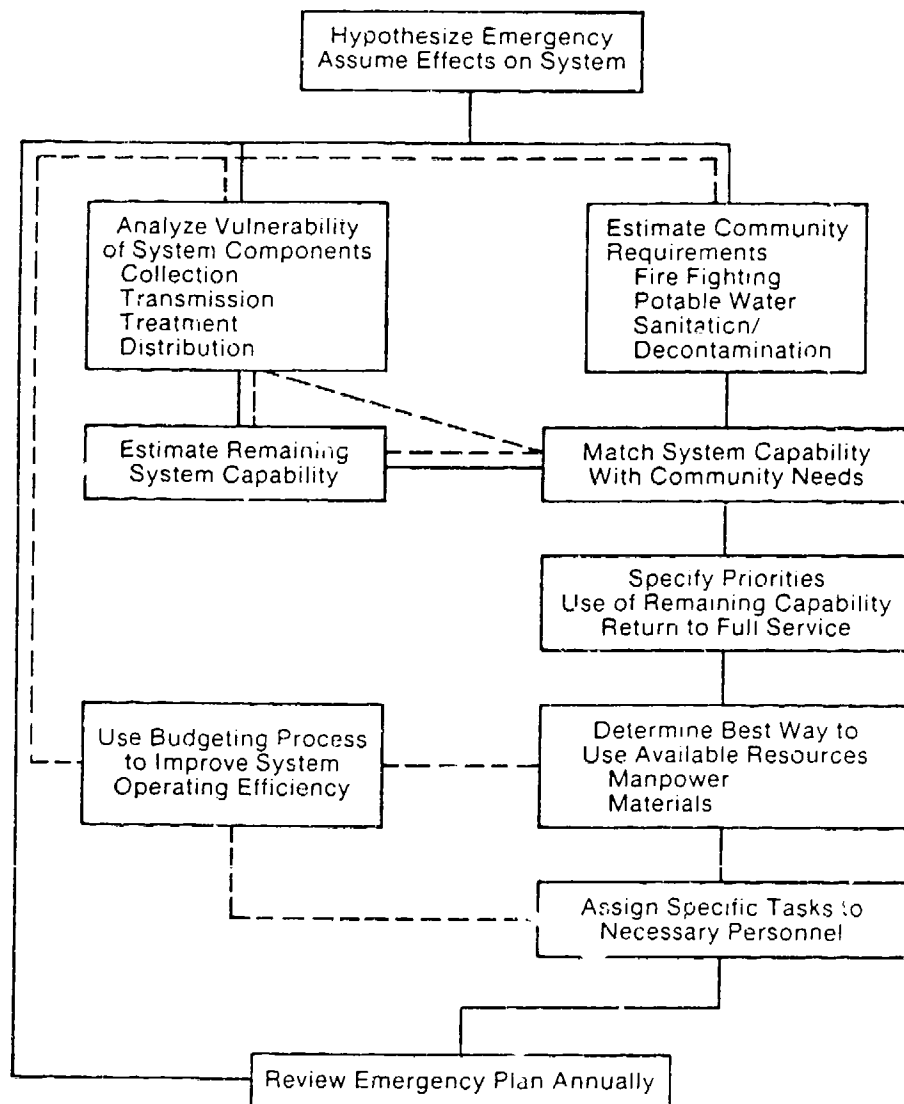 Hypothesize Emergency
Assume Effects on System
Analyze Vulnerability
of System Components
Collection
Transmission
Treatment
Distribution
Estimate Community
Requirements
Fire Fighting
Potable Water
Sanitation/
Decontamination
Estimate Remaining
System Capability
Match System Capability
With Community Needs
Specify Priorities
Use of Remaining Capability
Return to Full Service
Use Budgeting Process
to Improve System
Operating Efficiency
Determine Best Way to
Use Available Resources
Manpower
Materials
Assign Specific Tasks to
Necessary Personnel
Review Emergency Plan Annually